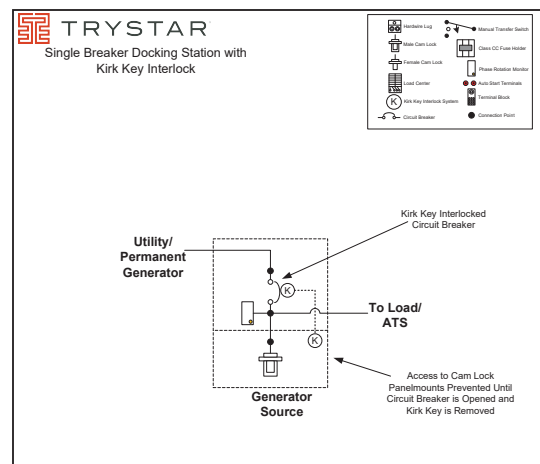 TRYSTAR
Single Breaker Docking Station with
Kirk Key Interlock
Hardwire Lug
Male Cam Lock
Female Cam Lock
Load Center
K
Kirk Key Interlock System
Circuit Breaker
Manual Transfer Switch
Class CC Fuse Holder
Phase Rotation Monitor
Auto Start Terminals
Terminal Block
Connection Point
Utility/
Permanent
Generator
Kirk Key Interlocked
Circuit Breaker
K
To Load/
ATS
K
Generator
Source
Access to Cam Lock
Panelmounts Prevented Until
Circuit Breaker is Opened and
Kirk Key is Removed